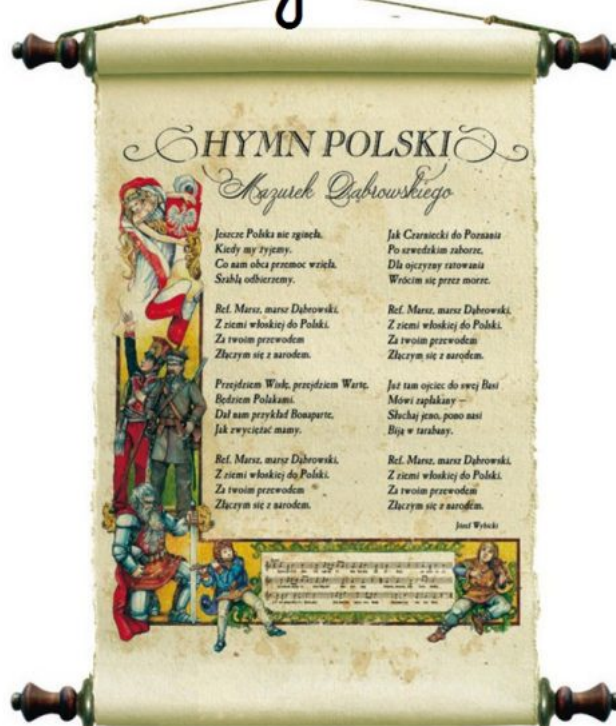 HYMN POLSKI
Mazurek Dąbrowskiego
Jeszcze Polska nie zginęła,
Kiedy my żyjemy.
Co nam obca przemoc wzięła,
Szablą odbierzemy.
Ref. Marsz, marsz Dąbrowski,
Z ziemi włoskiej do Polski.
Za twoim przewodem
Złączym się z narodem.
Przejdziem Wisłę, przejdziem Wartę,
Będziem Polakami.
Dał nam przykład Bonaparte,
Jak zwyciężać mamy.
Ref. Marsz, marsz Dąbrowski,
Z ziemi włoskiej do Polski.
Za twoim przewodem
Złączym się z narodem.
Jak Czarniecki do Poznania
Po szwedzkim zaborze,
Dla ojczyzny ratowania
Wrócim się przez morze.
Ref. Marsz, marsz Dąbrowski,
Z ziemi włoskiej do Polski.
Za twoim przewodem
Złączym się z narodem.
Już tam ojciec do swej Basi
Mówi zapłakany –
Słuchaj jeno, pono nasi
Biją w tarabany.
Ref. Marsz, marsz Dąbrowski,
Z ziemi włoskiej do Polski.
Za twoim przewodem
Złączym się z narodem.
Józef Wybicki